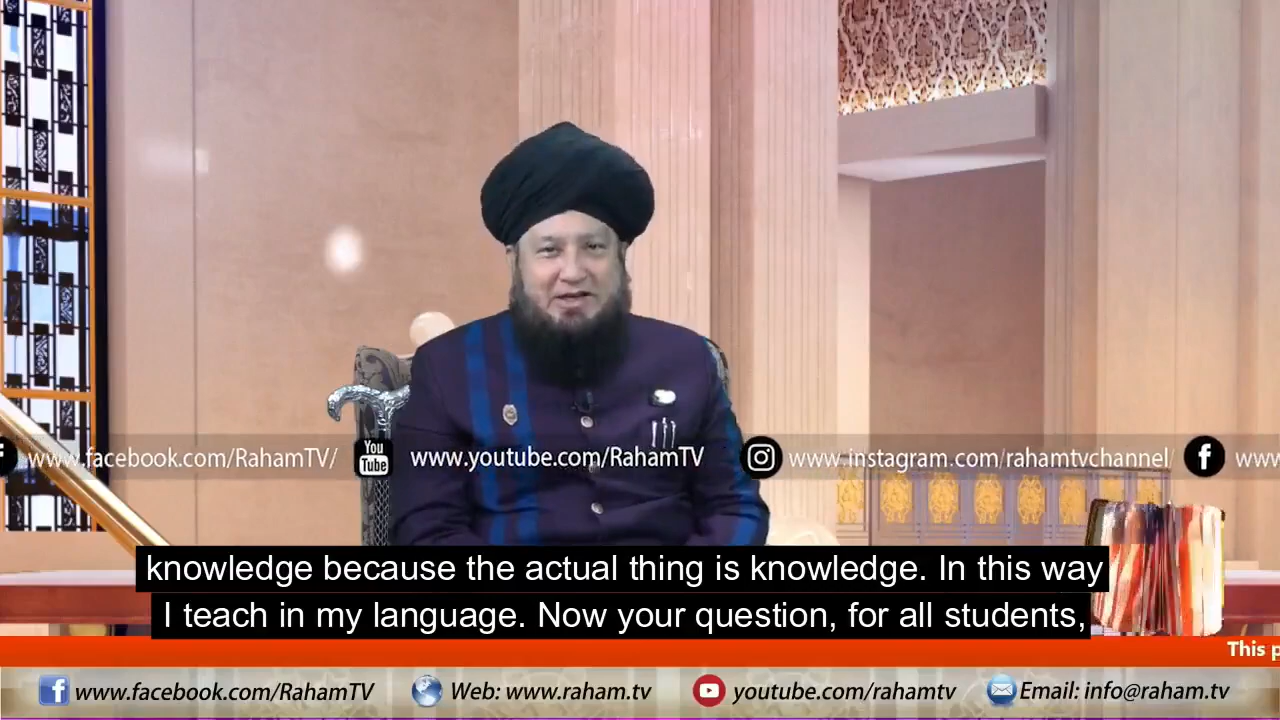 www.facebook.com/RahamTV/ You Tube www.youtube.com/RahamTV www.instagram.com/rahamtvchannel/ www.
knowledge because the actual thing is knowledge. In this way
I teach in my language. Now your question, for all students,
This p
www.facebook.com/RahamTV Web: www.raham.tv youtube.com/rahamtv Email: info@raham.tv